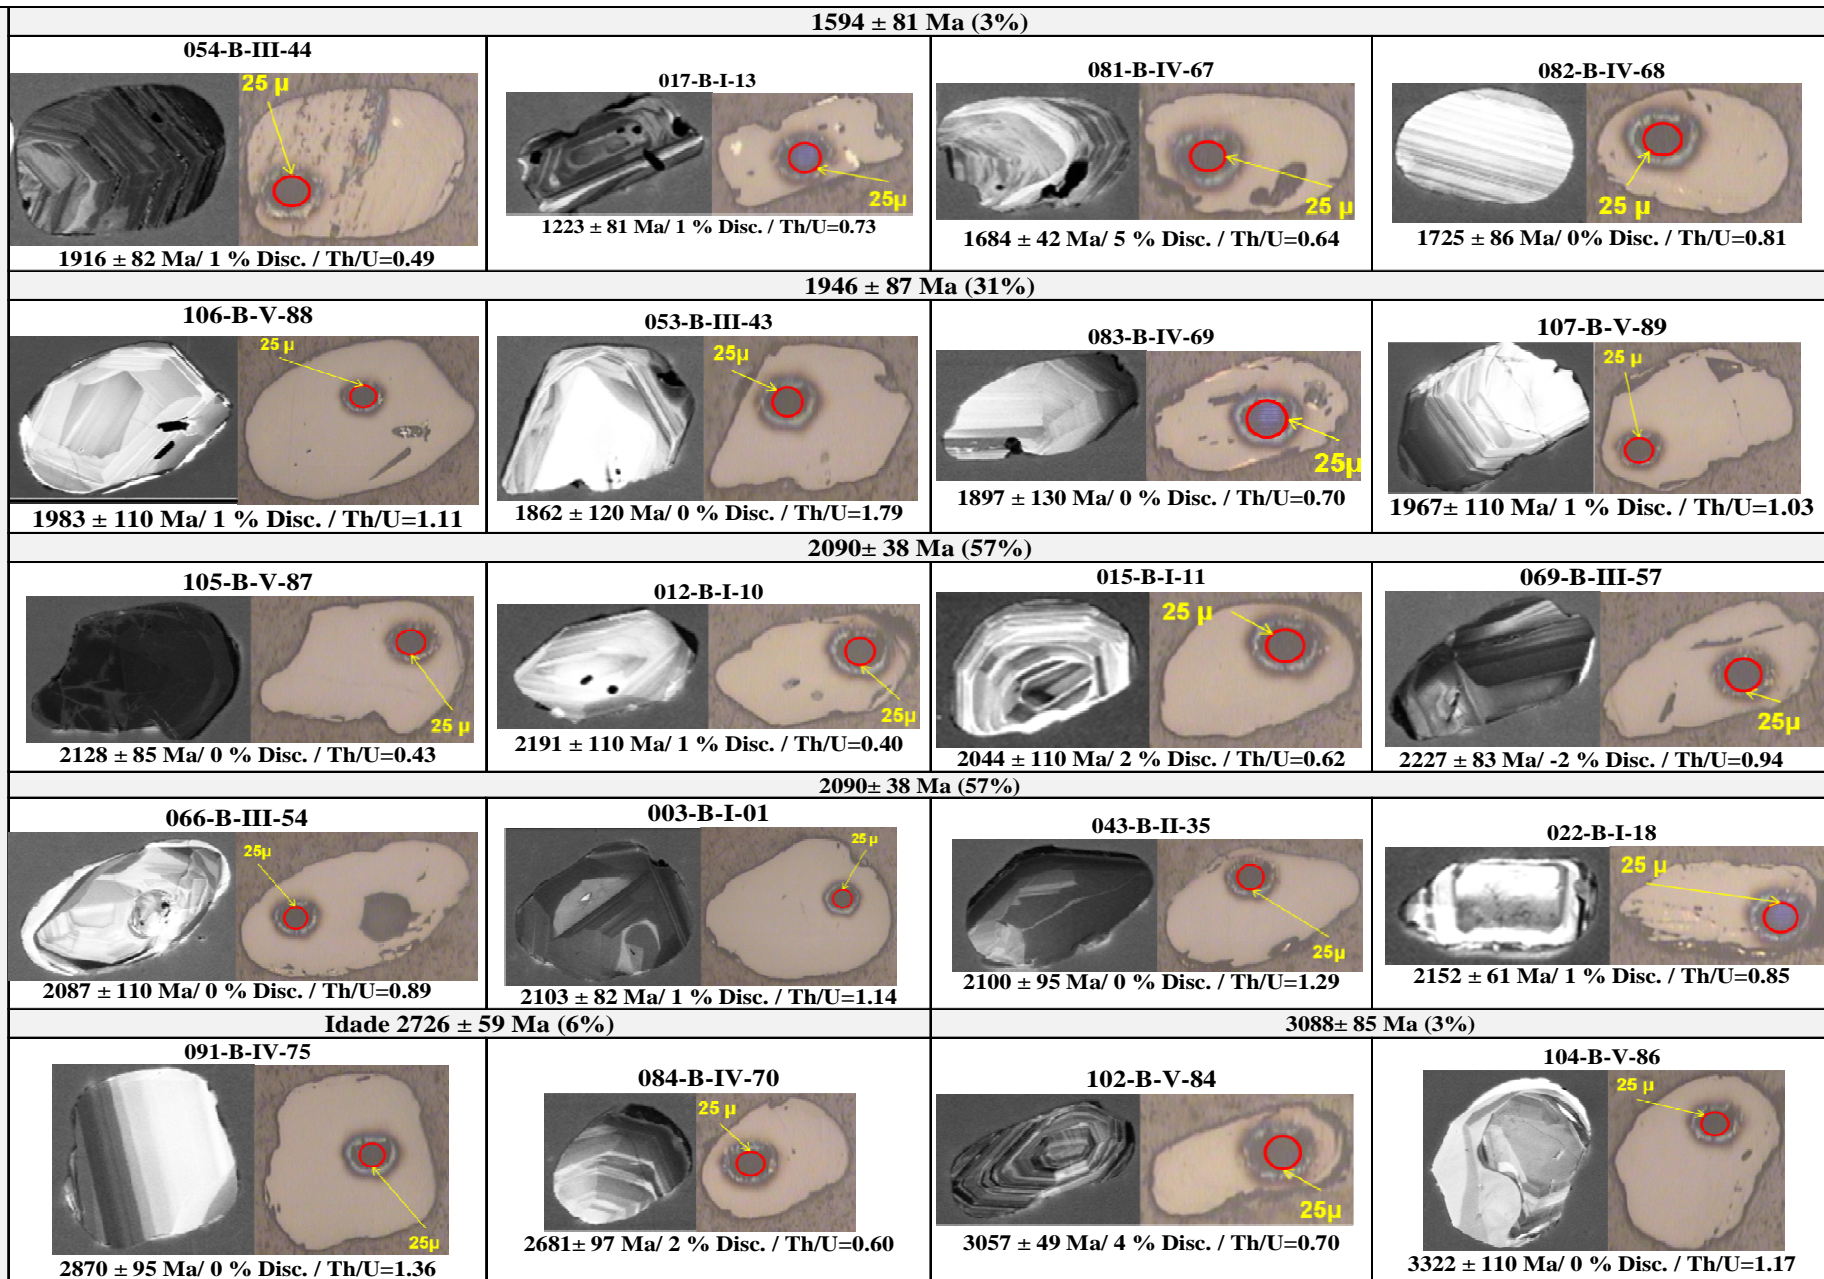 1594 ± 81 Ma (3%)
054-B-III-44
25 μ
1916 ± 82 Ma/ 1 % Disc. / Th/U=0.49
017-B-I-13
25μ
1223 ± 81 Ma/ 1 % Disc. / Th/U=0.73
081-B-IV-67
25 μ
1684 ± 42 Ma/ 5 % Disc. / Th/U=0.64
082-B-IV-68
25 μ
1725 ± 86 Ma/ 0% Disc. / Th/U=0.81
1946 ± 87 Ma (31%)
106-B-V-88
25 μ
1983 ± 110 Ma/ 1 % Disc. / Th/U=1.11
053-B-III-43
25μ
1862 ± 120 Ma/ 0 % Disc. / Th/U=1.79
083-B-IV-69
25μ
1897 ± 130 Ma/ 0 % Disc. / Th/U=0.70
107-B-V-89
25 μ
1967± 110 Ma/ 1 % Disc. / Th/U=1.03
2090± 38 Ma (57%)
105-B-V-87
25 μ
2128 ± 85 Ma/ 0 % Disc. / Th/U=0.43
012-B-I-10
25μ
2191 ± 110 Ma/ 1 % Disc. / Th/U=0.40
015-B-I-11
25 μ
2044 ± 110 Ma/ 2 % Disc. / Th/U=0.62
069-B-III-57
25μ
2227 ± 83 Ma/ -2 % Disc. / Th/U=0.94
2090± 38 Ma (57%)
066-B-III-54
25μ
2087 ± 110 Ma/ 0 % Disc. / Th/U=0.89
003-B-I-01
25 μ
2103 ± 82 Ma/ 1 % Disc. / Th/U=1.14
043-B-II-35
25μ
2100 ± 95 Ma/ 0 % Disc. / Th/U=1.29
022-B-I-18
25 μ
2152 ± 61 Ma/ 1 % Disc. / Th/U=0.85
Idade 2726 ± 59 Ma (6%)
3088± 85 Ma (3%)
091-B-IV-75
25μ
2870 ± 95 Ma/ 0 % Disc. / Th/U=1.36
084-B-IV-70
25 μ
2681± 97 Ma/ 2 % Disc. / Th/U=0.60
102-B-V-84
25μ
3057 ± 49 Ma/ 4 % Disc. / Th/U=0.70
104-B-V-86
25 μ
3322 ± 110 Ma/ 0 % Disc. / Th/U=1.17